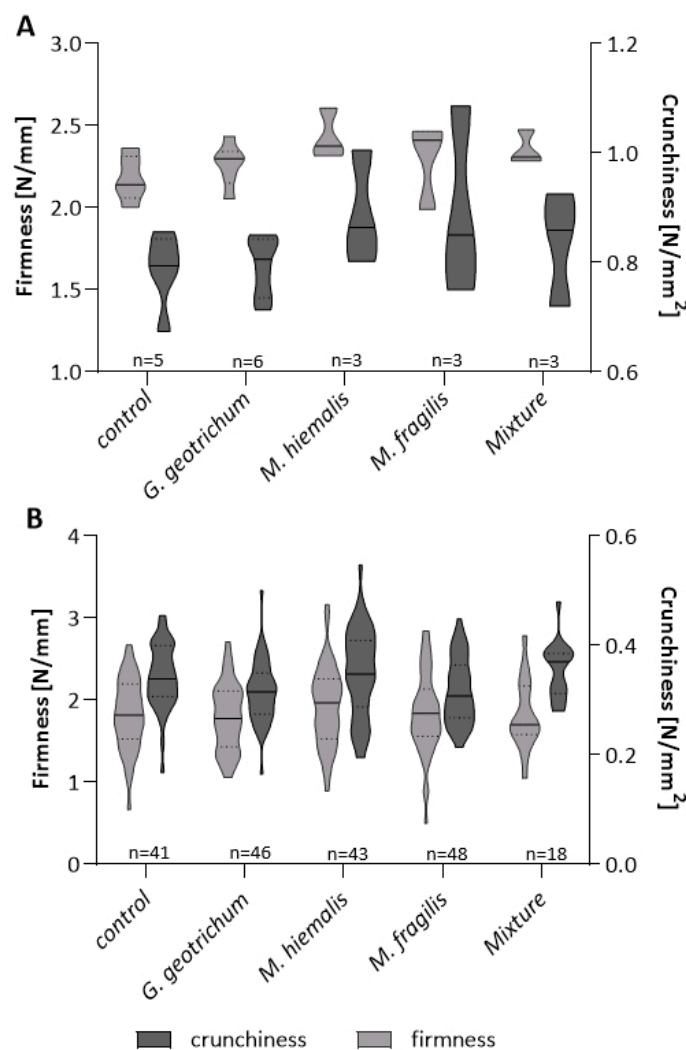 A
3.0
2.5
2.0
1.5
1.0
Firmness [N/mm]
1.2
1.0
0.8
0.6
Crunchiness [N/mm²]
n=5 n=6 n=3 n=3 n=3
control G. geotrichum M. hiemalis M. fragilis Mixture
B
4
3
2
1
0
Firmness [N/mm]
0.6
0.4
0.2
0.0
Crunchiness [N/mm²]
n=41 n=46 n=43 n=48 n=18
control G. geotrichum M. hiemalis M. fragilis Mixture
crunchiness firmness